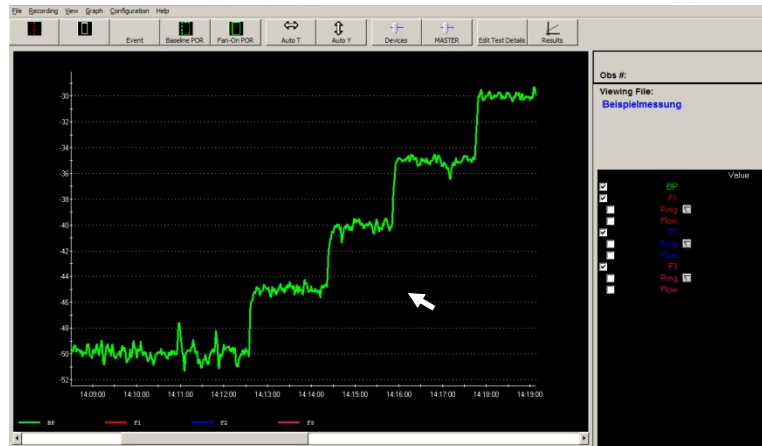 File Recording View Graph Configuration Help
Event Baseline POR Fan-On POR Auto T Auto Y Devices MASTER Edit Test Details Results
Obs #:
Viewing File:
Beispielmessung
Value
BP
F1
Ring
Flow
F2
Ring
Flow
F3
Ring
Flow
-30
-32
-34
-36
-38
-40
-42
-44
-46
-48
-50
-52
14:09:00 14:10:00 14:11:00 14:12:00 14:13:00 14:14:00 14:15:00 14:16:00 14:17:00 14:18:00 14:19:00
BP F1 F2 F3